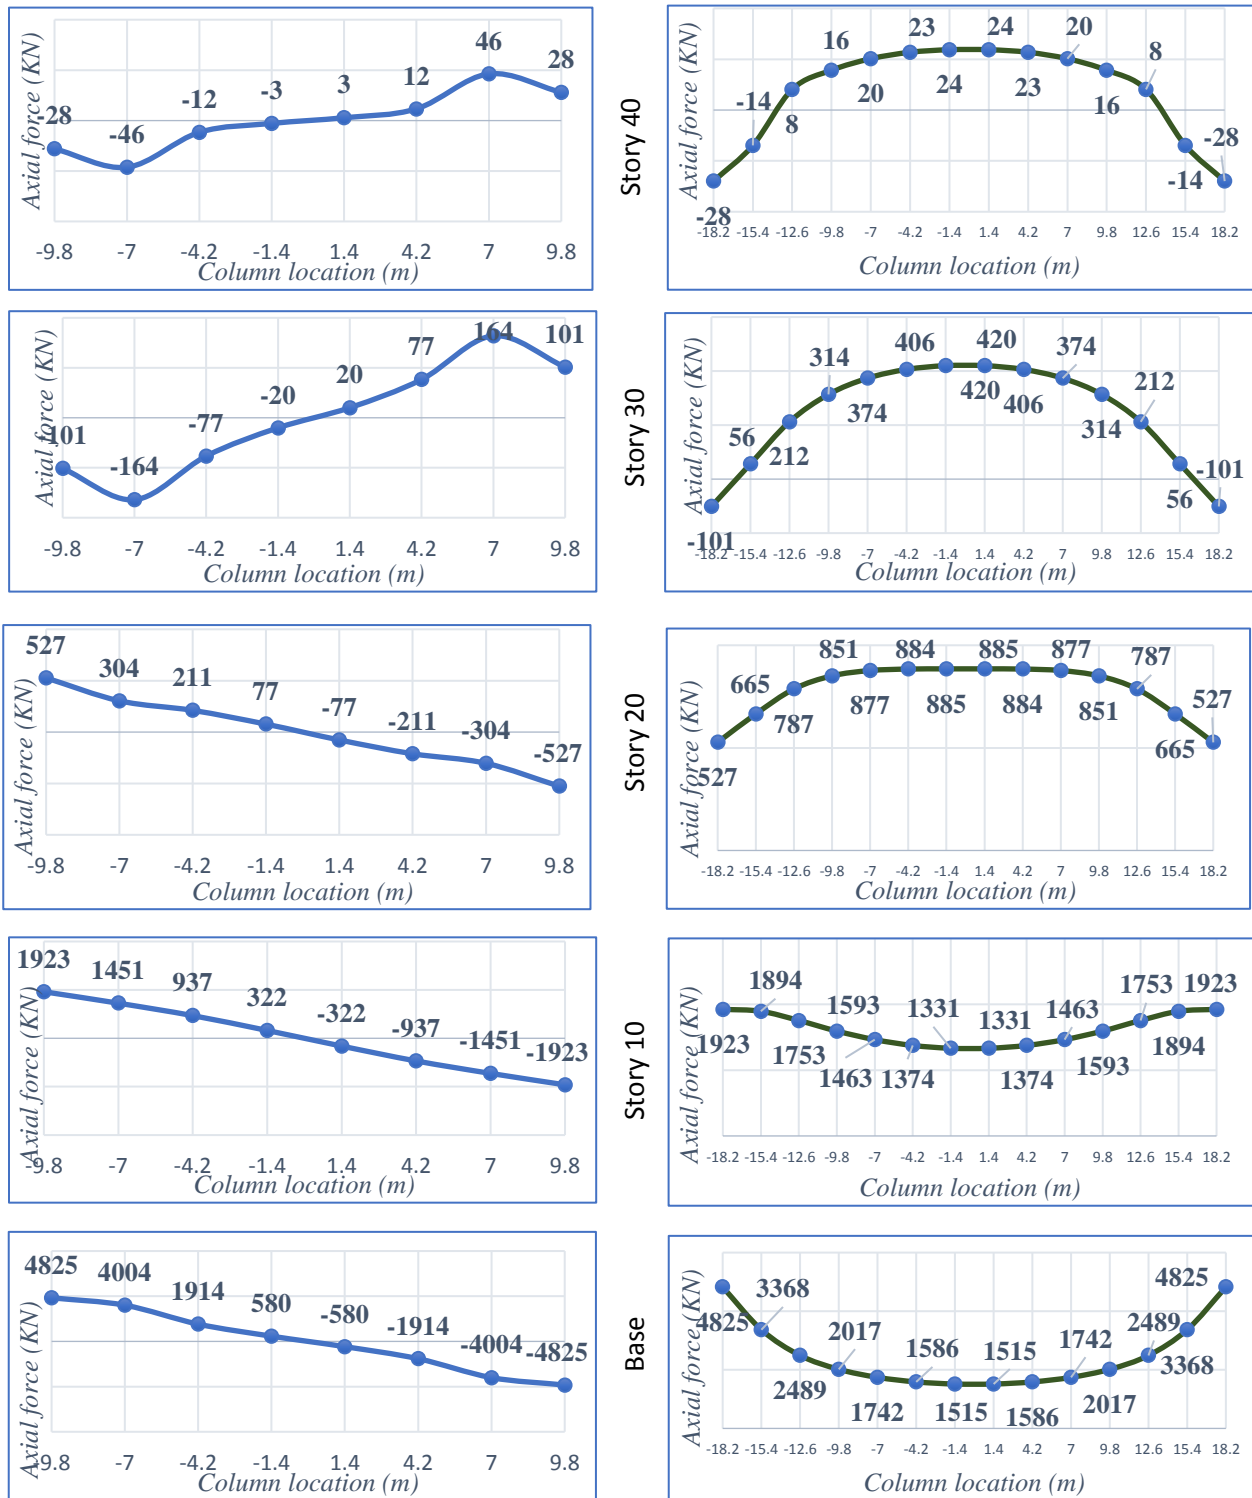 Axial force (KN)
-28
-46
-12
-3
3
12
46
28
-9.8 -7 -4.2 -1.4 1.4 4.2 7 9.8
Column location (m)
Story 40
Axial force (KN)
16 23 24 20
8
-14
8
20 24 23
16
-28
-14
-28
-18.2 -15.4 -12.6 -9.8 -7 -4.2 -1.4 1.4 4.2 7 9.8 12.6 15.4 18.2
Column location (m)
Axial force (KN)
-101
-164
-77
-20
20
77
164
101
-9.8 -7 -4.2 -1.4 1.4 4.2 7 9.8
Column location (m)
Story 30
Axial force (KN)
314 406 420 374
212
56
212
374 420 406
314
-101
56
-101
-18.2 -15.4 -12.6 -9.8 -7 -4.2 -1.4 1.4 4.2 7 9.8 12.6 15.4 18.2
Column location (m)
Axial force (KN)
527
304
211
77
-77
-211
-304
-527
-9.8 -7 -4.2 -1.4 1.4 4.2 7 9.8
Column location (m)
Story 20
Axial force (KN)
665
851 884 885 877
787
527
527
787
877 885 884 851
665
-18.2 -15.4 -12.6 -9.8 -7 -4.2 -1.4 1.4 4.2 7 9.8 12.6 15.4 18.2
Column location (m)
Axial force (KN)
1923
1451
937
322
-322
-937
-1451
-1923
-9.8 -7 -4.2 -1.4 1.4 4.2 7 9.8
Column location (m)
Story 10
Axial force (KN)
1894
1593 1331 1331 1463
1753 1923
1923
1753
1463 1374 1374 1593
1894
-18.2 -15.4 -12.6 -9.8 -7 -4.2 -1.4 1.4 4.2 7 9.8 12.6 15.4 18.2
Column location (m)
Axial force (KN)
4825
4004
1914
580
-580
-1914
-4004
-4825
-9.8 -7 -4.2 -1.4 1.4 4.2 7 9.8
Column location (m)
Base
Axial force (KN)
3368
2017 1586 1515 1742
2489
4825
4825
2489
1742 1515 1586 2017
3368
-18.2 -15.4 -12.6 -9.8 -7 -4.2 -1.4 1.4 4.2 7 9.8 12.6 15.4 18.2
Column location (m)